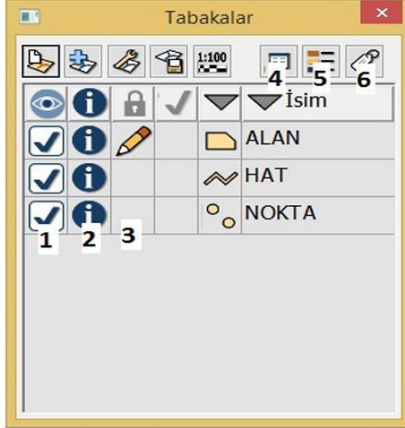 Tabakalar
1:100
4 5 6
İsim
ALAN
HAT
NOKTA
1 2 3